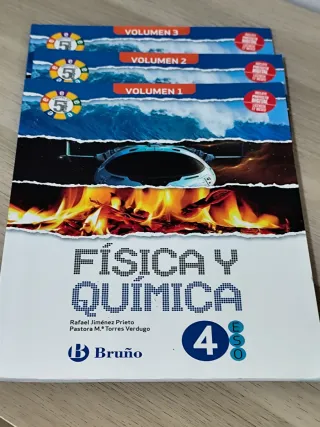 VOLUMEN 3
VOLUMEN 2
VOLUMEN 1
FÍSICA Y
QUÍMICA
Rafael Jiménez Prieto
Pastora M.ª Torres Verdugo
B Bruño
4
ESO